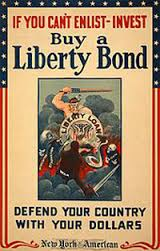 IF YOU CAN'T ENLIST-INVEST
Buy a
Liberty Bond
LIBERTY LOAN
DEFEND YOUR COUNTRY
WITH YOUR DOLLARS
New York American